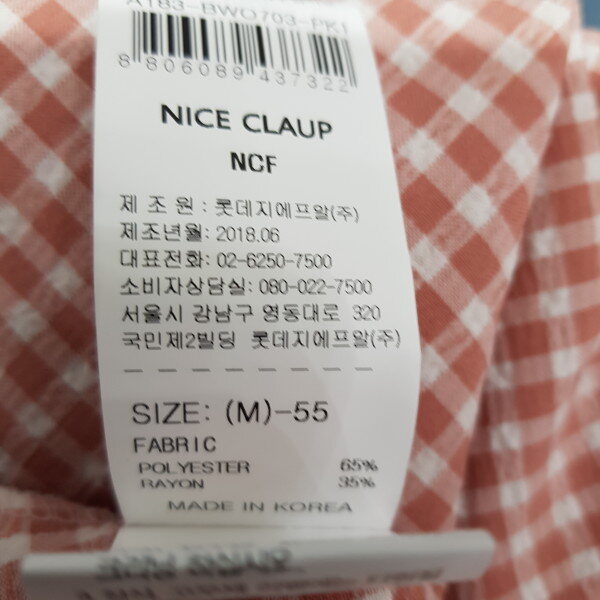 A183-BWO703-PK1
8 806089 437322
NICE CLAUP
NCF
제 조 원 : 롯데지에프알(주)
제조년월: 2018.06
대표전화: 02-6250-7500
소비자상담실: 080-022-7500
서울시 강남구 영동대로 320
국민제2빌딩 롯데지에프알(주)
SIZE: (M)-55
FABRIC
POLYESTER 65%
RAYON 35%
MADE IN KOREA